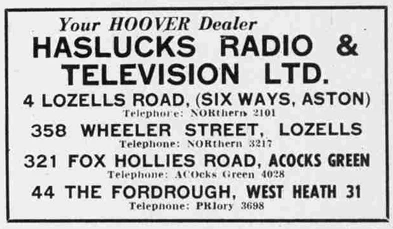 Your HOOVER Dealer
HASLUCKS RADIO &
TELEVISION LTD.
4 LOZELLS ROAD, (SIX WAYS, ASTON)
Telephone: NORthern 2101
358 WHEELER STREET, LOZELLS
Telephone: NORthern 3217
321 FOX HOLLIES ROAD, ACOCKS GREEN
Telephone: ACOcks Green 4028
44 THE FORDROUGH, WEST HEATH 31
Telephone: PRIory 3698